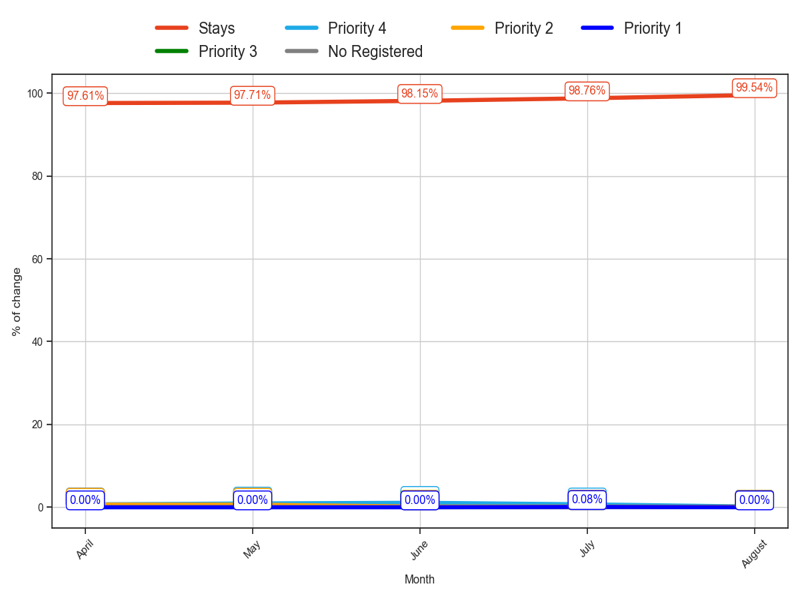 Stays Priority 4 Priority 2 Priority 1
Priority 3 No Registered
100
80
60
40
20
0
% of change
97.61% 97.71% 98.15% 98.76% 99.54%
0.00% 0.00% 0.00% 0.08% 0.00%
April May June July August
Month